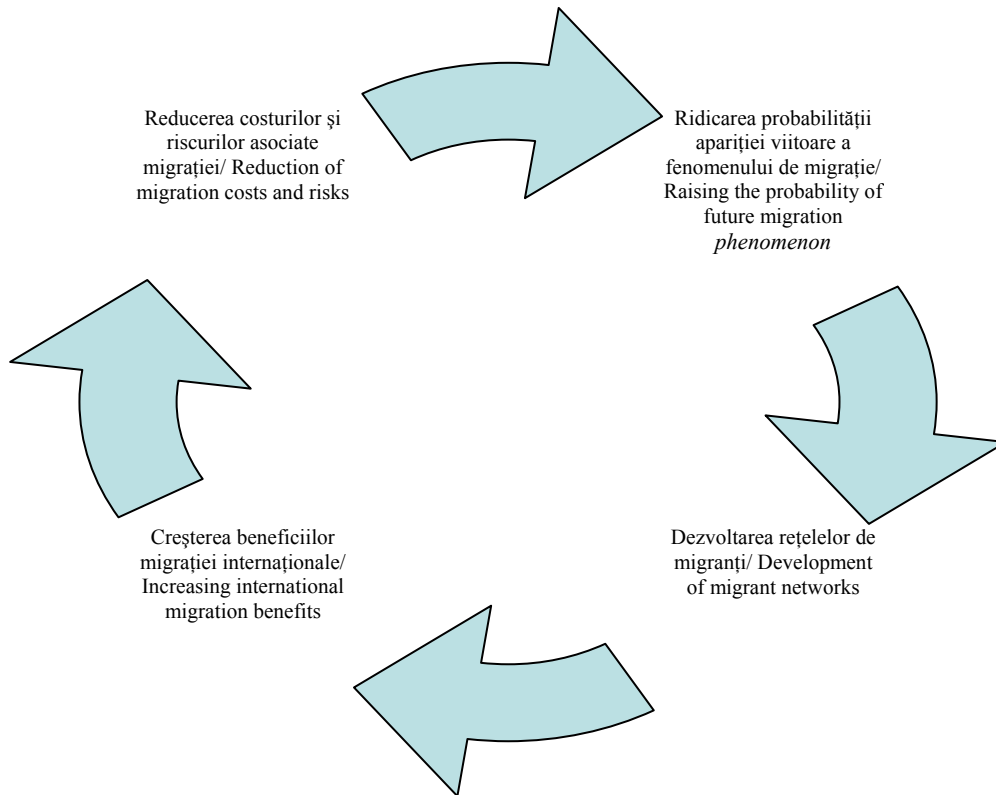 Reducerea costurilor şi
riscurilor asociate
migraţiei/ Reduction of
migration costs and risks
Ridicarea probabilităţii
apariţiei viitoare a
fenomenului de migraţie/
Raising the probability of
future migration
phenomenon
Creşterea beneficiilor
migraţiei internaţionale/
Increasing international
migration benefits
Dezvoltarea reţelelor de
migranţi/ Development
of migrant networks